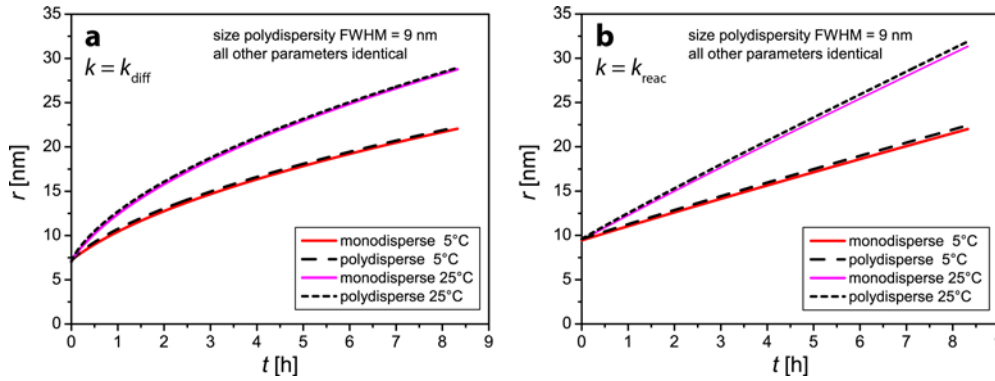 a
size polydispersity FWHM = 9 nm
all other parameters identical
k = k_diff
r [nm]
35
30
25
20
15
10
5
0
monodisperse 5°C
polydisperse 5°C
monodisperse 25°C
polydisperse 25°C
0 1 2 3 4 5 6 7 8 9
t [h]
b
size polydispersity FWHM = 9 nm
all other parameters identical
k = k_reac
r [nm]
35
30
25
20
15
10
5
0
monodisperse 5°C
polydisperse 5°C
monodisperse 25°C
polydisperse 25°C
0 1 2 3 4 5 6 7 8 9
t [h]